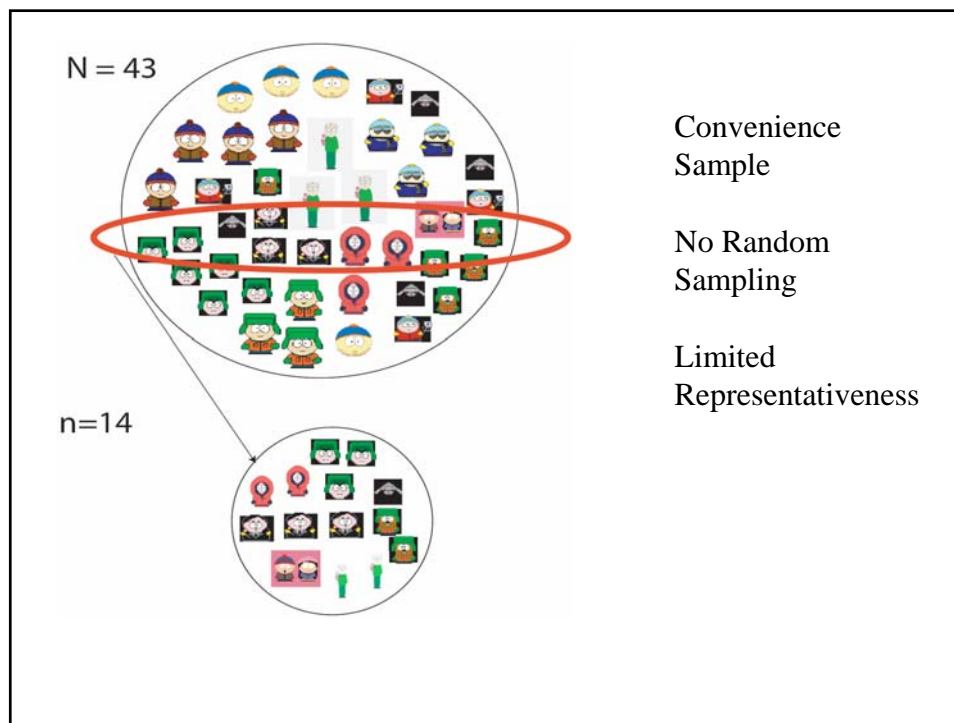 N = 43
Convenience
Sample
No Random
Sampling
Limited
Representativeness
n=14